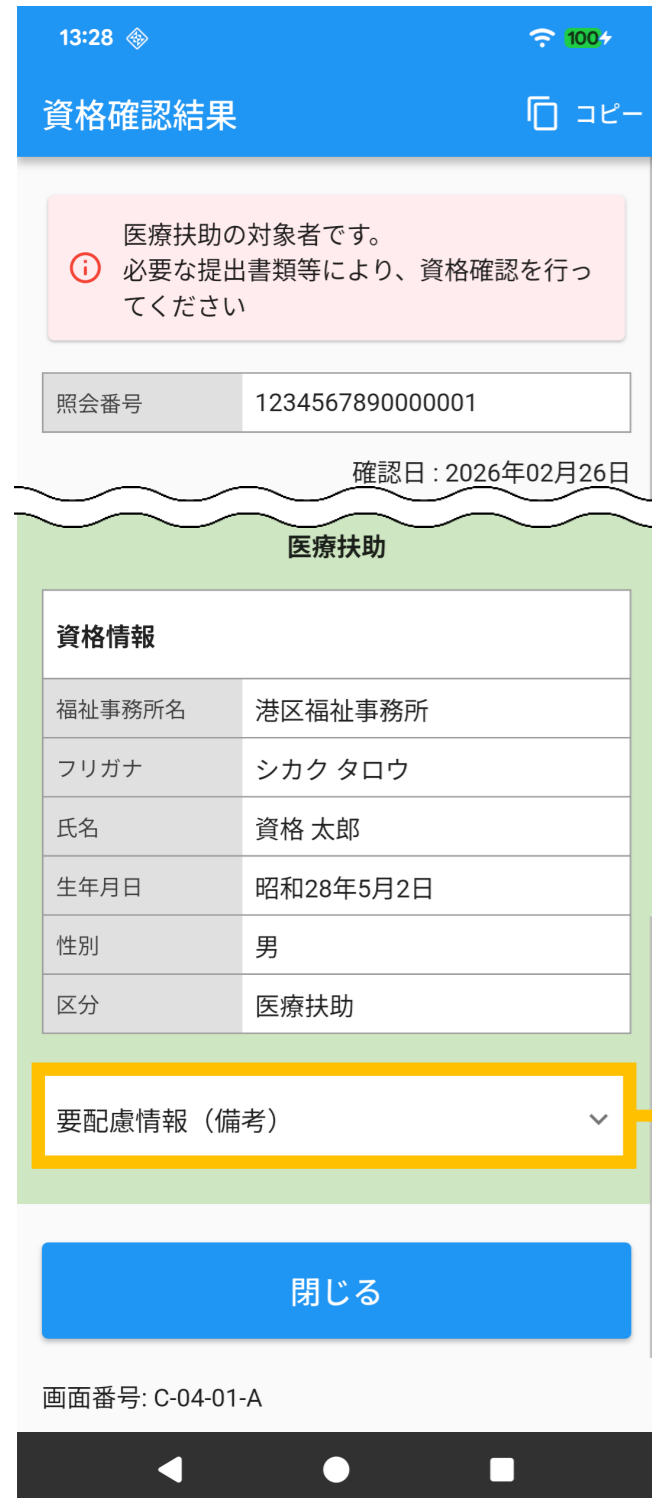 13:28
100
資格確認結果
コピー
医療扶助の対象者です。
必要な提出書類等により、資格確認を行っ
てください
照会番号 1234567890000001
確認日 : 2026年02月26日
医療扶助
資格情報
福祉事務所名 港区福祉事務所
フリガナ シカク タロウ
氏名 資格 太郎
生年月日 昭和28年5月2日
性別 男
区分 医療扶助
要配慮情報（備考）
閉じる
画面番号: C-04-01-A